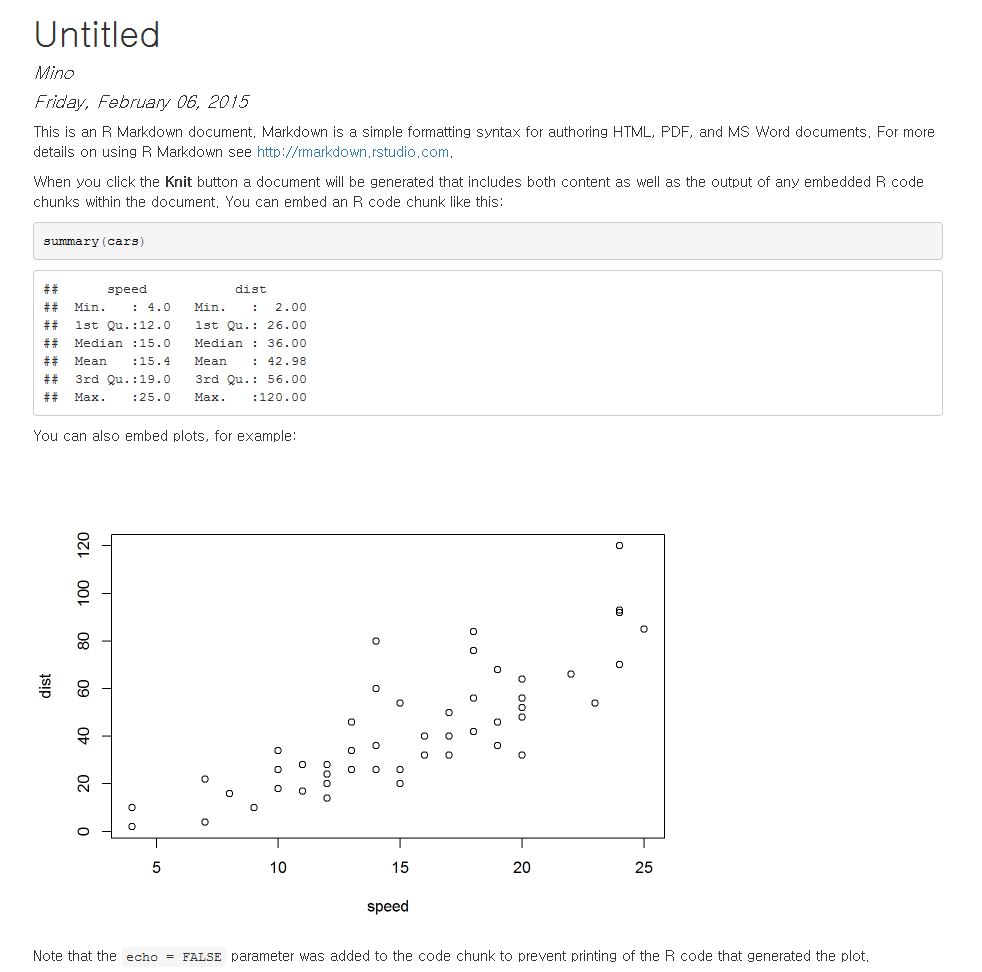 Untitled
Mino
Friday, February 06, 2015
This is an R Markdown document. Markdown is a simple formatting syntax for authoring HTML, PDF, and MS Word documents. For more
details on using R Markdown see http://rmarkdown.rstudio.com.
When you click the Knit button a document will be generated that includes both content as well as the output of any embedded R code
chunks within the document. You can embed an R code chunk like this:
summary(cars)
##      speed           dist
##  Min.   : 4.0   Min.   :  2.00
##  1st Qu.:12.0   1st Qu.: 26.00
##  Median :15.0   Median : 36.00
##  Mean   :15.4   Mean   : 42.98
##  3rd Qu.:19.0   3rd Qu.: 56.00
##  Max.   :25.0   Max.   :120.00
You can also embed plots, for example:
120
100
80
60
40
20
0
dist
5 10 15 20 25
speed
Note that the echo = FALSE parameter was added to the code chunk to prevent printing of the R code that generated the plot.